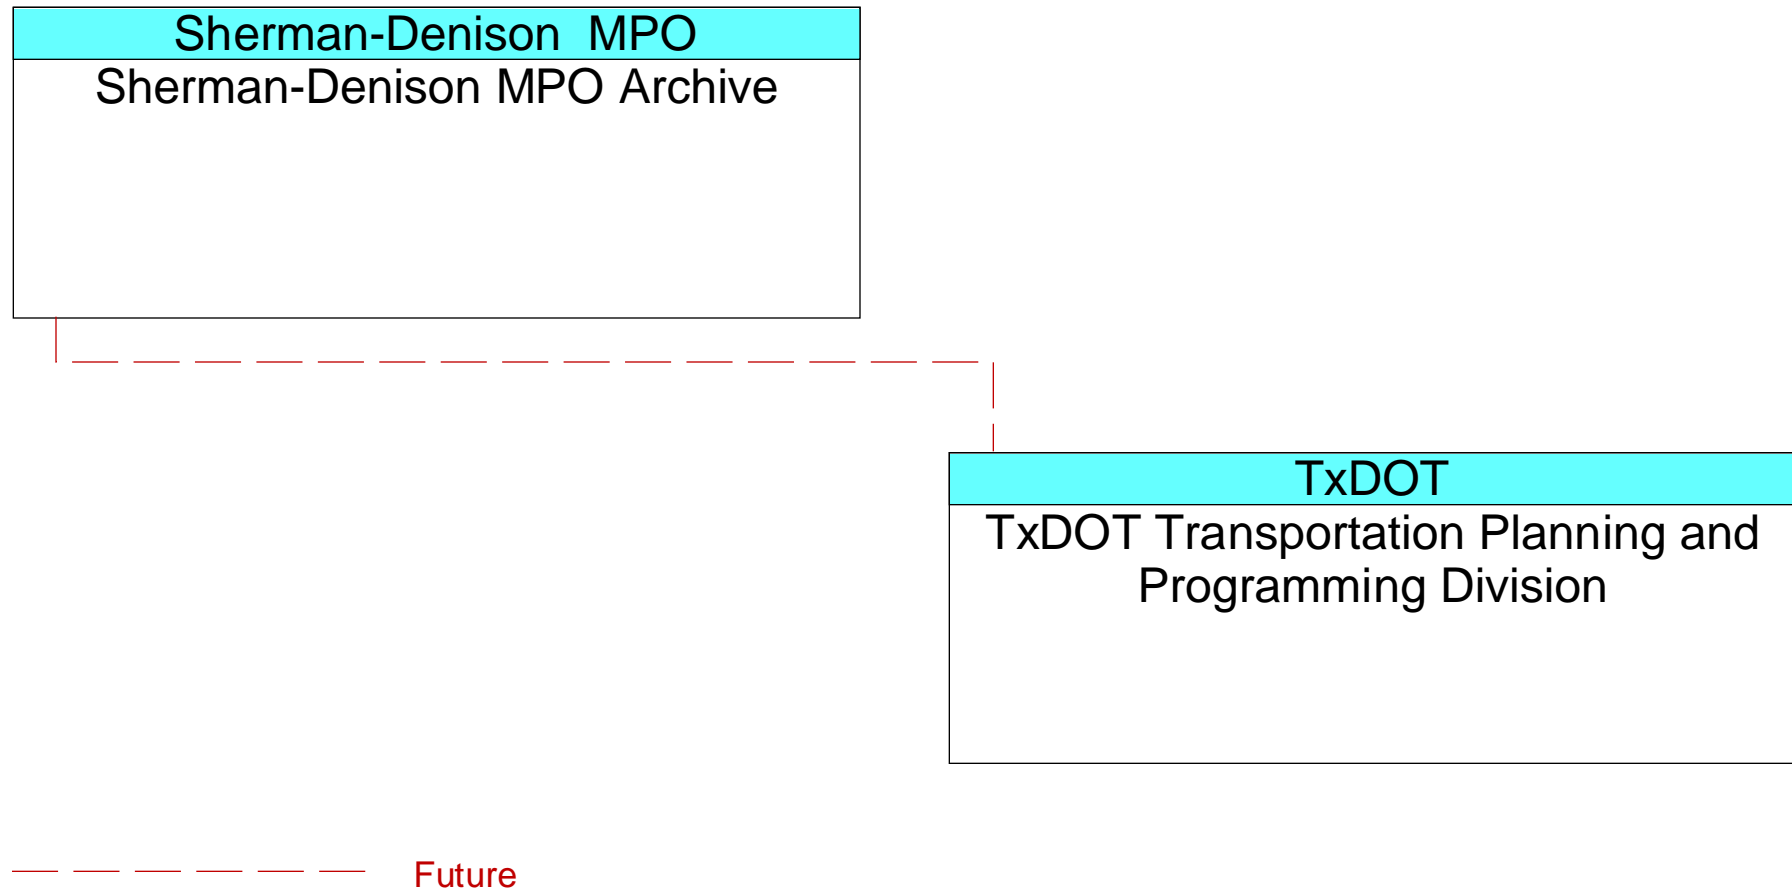 Sherman-Denison  MPO
Sherman-Denison MPO Archive
TxDOT
TxDOT Transportation Planning and
Programming Division
Future